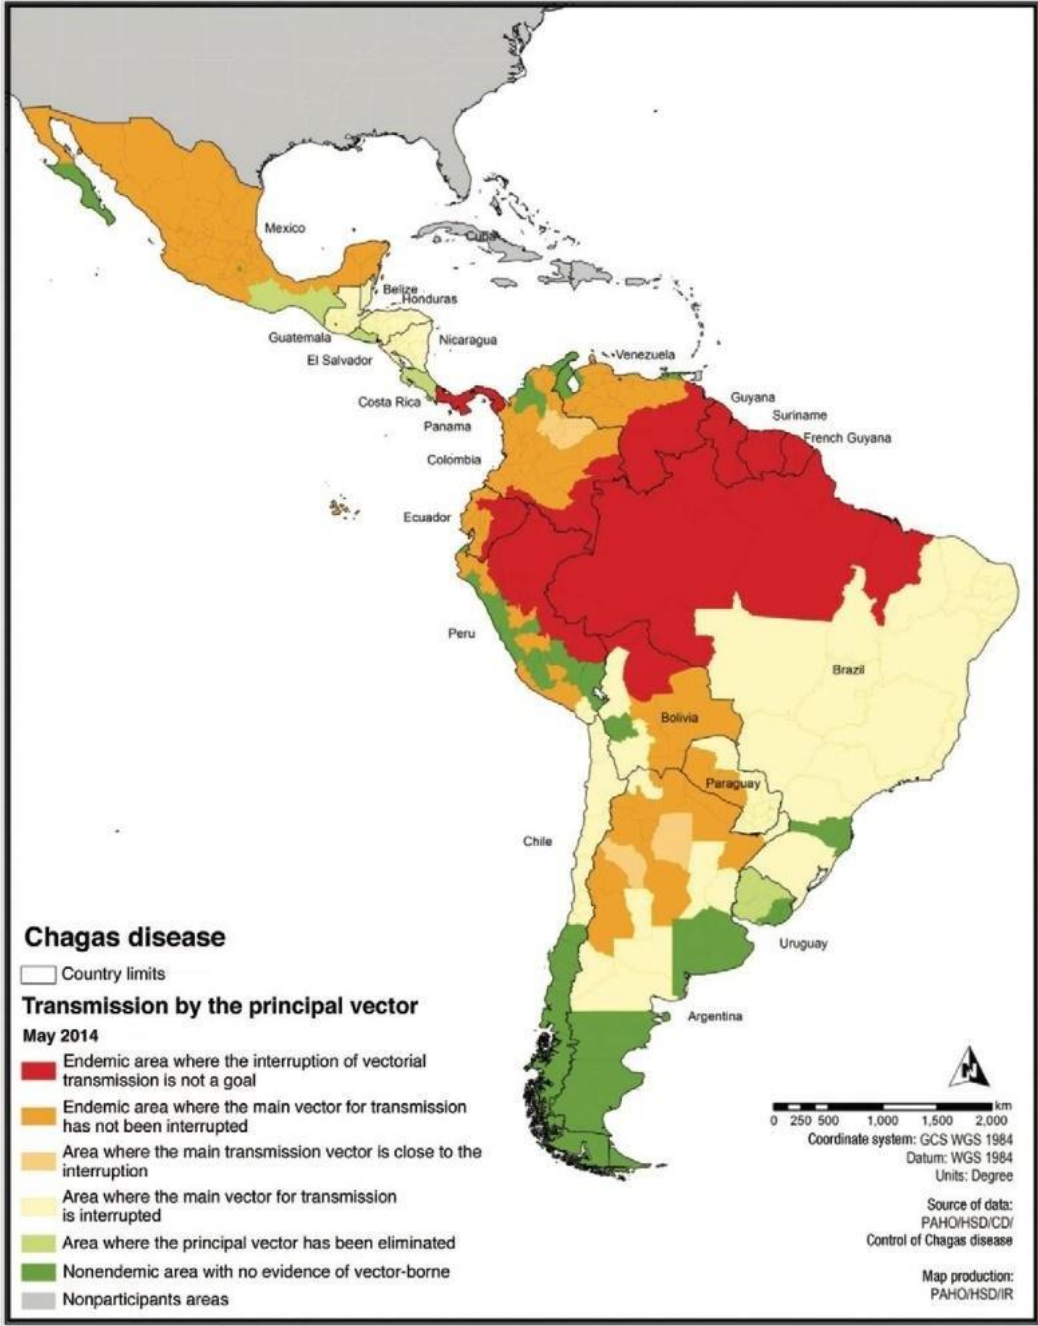 Mexico
Cuba
Belize
Honduras
Guatemala
Nicaragua
El Salvador
Venezuela
Costa Rica
Guyana
Panama
Suriname
French Guyana
Colombia
Ecuador
Peru
Brazil
Bolivia
Paraguay
Chile
Uruguay
Argentina
Chagas disease
Country limits
Transmission by the principal vector
May 2014
Endemic area where the interruption of vectorial
transmission is not a goal
Endemic area where the main vector for transmission
has not been interrupted
Area where the main transmission vector is close to the
interruption
Area where the main vector for transmission
is interrupted
Area where the principal vector has been eliminated
Nonendemic area with no evidence of vector-borne
Nonparticipants areas
N
km
0 250 500 1,000 1,500 2,000
Coordinate system: GCS WGS 1984
Datum: WGS 1984
Units: Degree
Source of data:
PAHO/HSD/CD/
Control of Chagas disease
Map production:
PAHO/HSD/IR